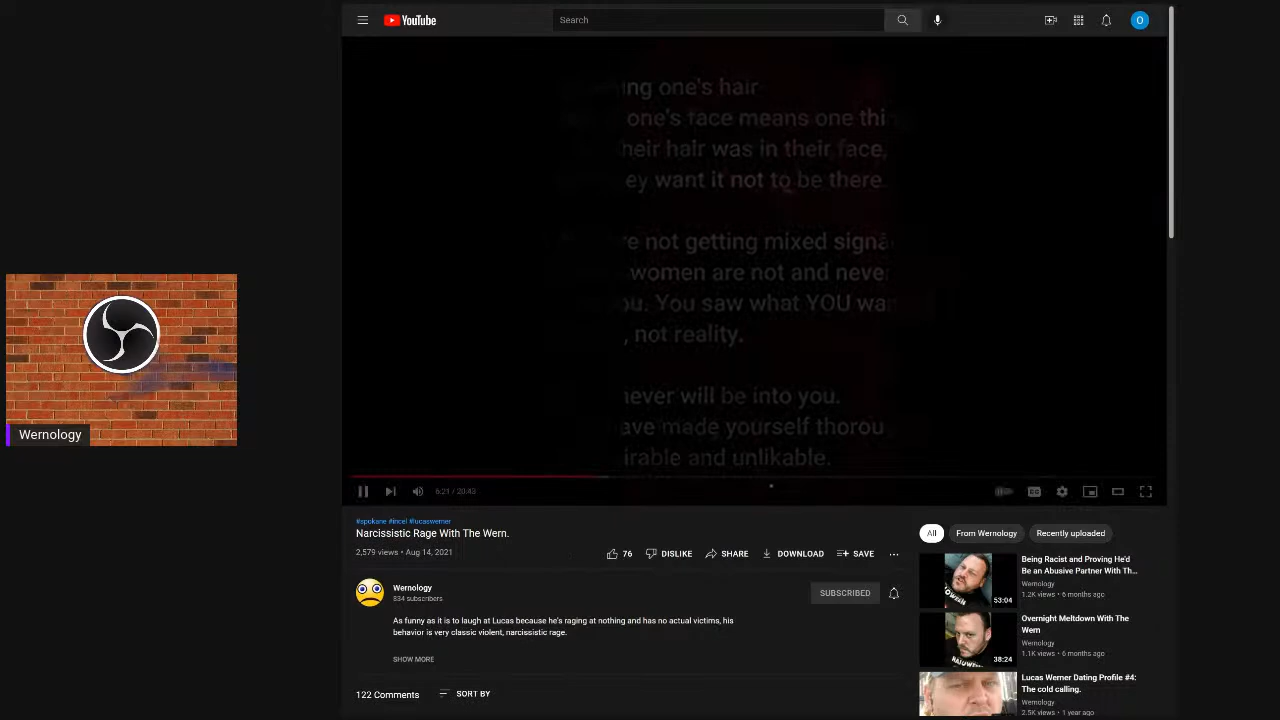 YouTube
Search
O
ing one's hair
one's face means one thi
heir hair was in their face,
ey want it not to be there.
re not getting mixed signa
women are not and never
ou. You saw what YOU wa
, not reality.
never will be into you.
ave made yourself thorou
irable and unlikable.
Wernology
6:21 / 20:43
#spokane #incel #lucaswerner
Narcissistic Rage With The Wern.
2,579 views • Aug 14, 2021
76
DISLIKE
SHARE
DOWNLOAD
SAVE
Wernology
834 subscribers
SUBSCRIBED
As funny as it is to laugh at Lucas because he's raging at nothing and has no actual victims, his
behavior is very classic violent, narcissistic rage.
SHOW MORE
122 Comments
SORT BY
All
From Wernology
Recently uploaded
53:04
Being Racist and Proving He'd
Be an Abusive Partner With Th...
Wernology
1.2K views • 6 months ago
38:24
Overnight Meltdown With The
Wern
Wernology
1.1K views • 6 months ago
Lucas Werner Dating Profile #4:
The cold calling.
Wernology
2.5K views • 1 year ago